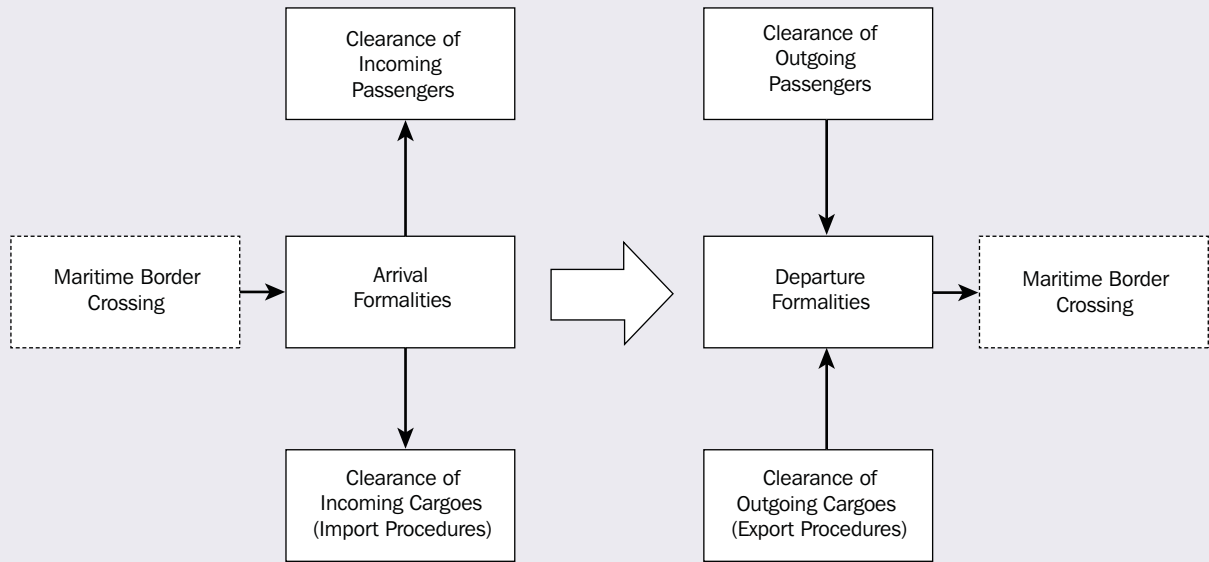 Clearance of
Incoming
Passengers
Clearance of
Outgoing
Passengers
Maritime Border
Crossing
Arrival
Formalities
Departure
Formalities
Maritime Border
Crossing
Clearance of
Incoming Cargoes
(Import Procedures)
Clearance of
Outgoing Cargoes
(Export Procedures)